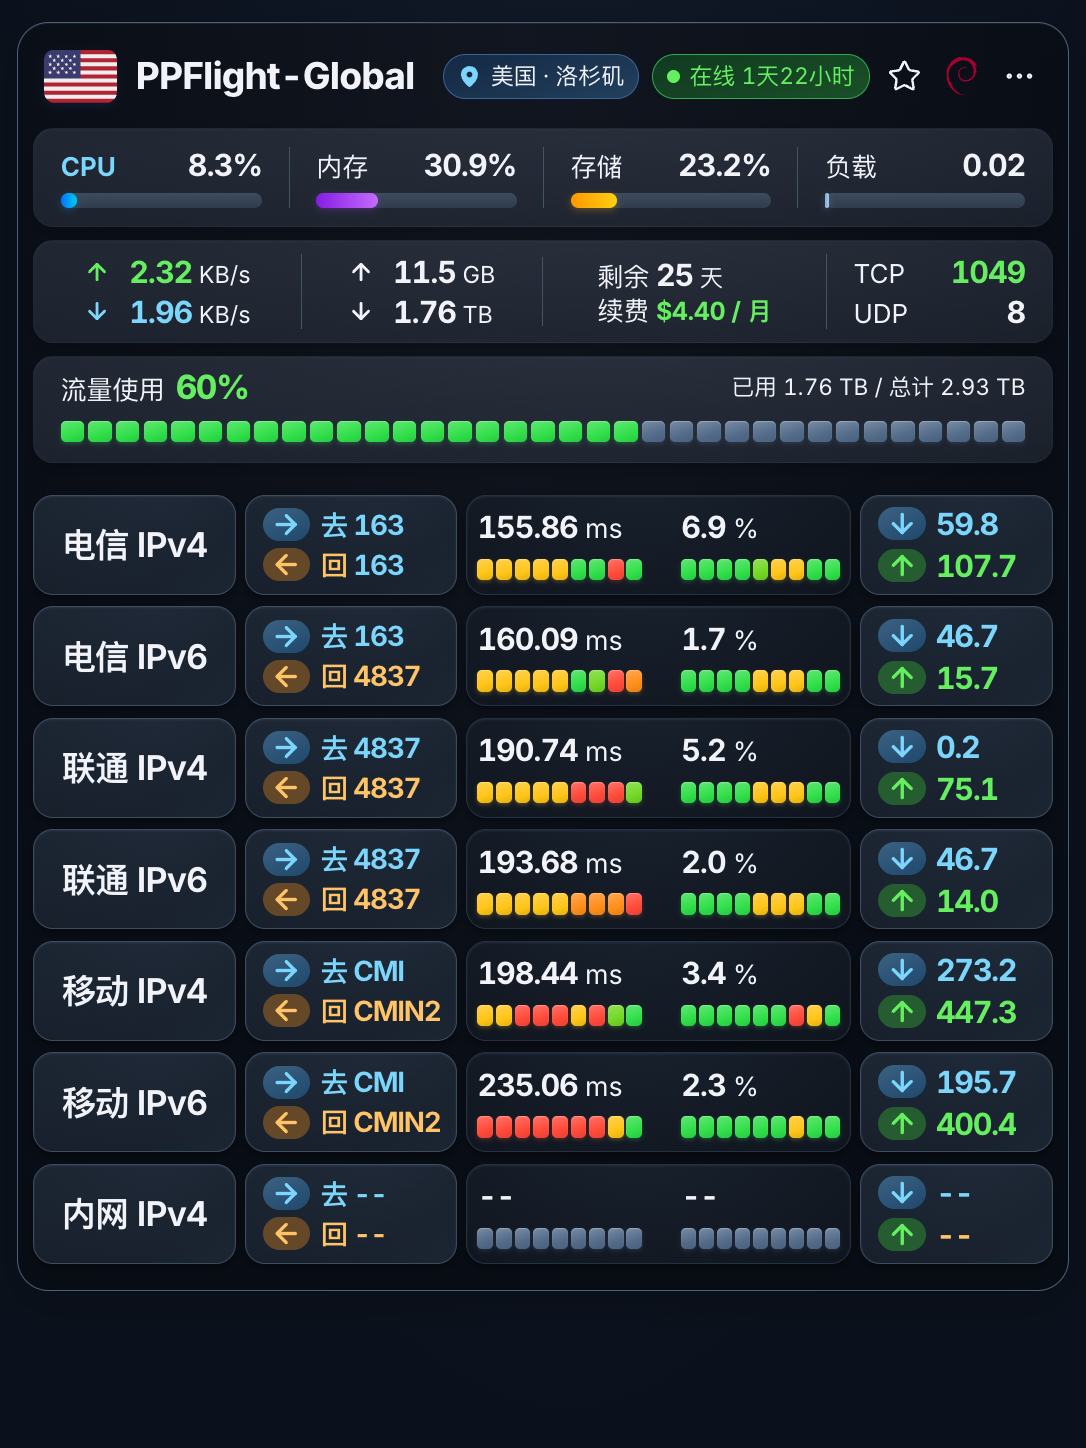 PPFlight-Global 美国 · 洛杉矶 在线 1天22小时
CPU 8.3% 内存 30.9% 存储 23.2% 负载 0.02
↑ 2.32 KB/s ↑ 11.5 GB 剩余 25 天 TCP 1049
↓ 1.96 KB/s ↓ 1.76 TB 续费 $4.40 / 月 UDP 8
流量使用 60% 已用 1.76 TB / 总计 2.93 TB
电信 IPv4
→ 去 163
← 回 163
155.86 ms 6.9 %
↓ 59.8
↑ 107.7
电信 IPv6
→ 去 163
← 回 4837
160.09 ms 1.7 %
↓ 46.7
↑ 15.7
联通 IPv4
→ 去 4837
← 回 4837
190.74 ms 5.2 %
↓ 0.2
↑ 75.1
联通 IPv6
→ 去 4837
← 回 4837
193.68 ms 2.0 %
↓ 46.7
↑ 14.0
移动 IPv4
→ 去 CMI
← 回 CMIN2
198.44 ms 3.4 %
↓ 273.2
↑ 447.3
移动 IPv6
→ 去 CMI
← 回 CMIN2
235.06 ms 2.3 %
↓ 195.7
↑ 400.4
内网 IPv4
→ 去 --
← 回 --
-- --
↓ --
↑ --